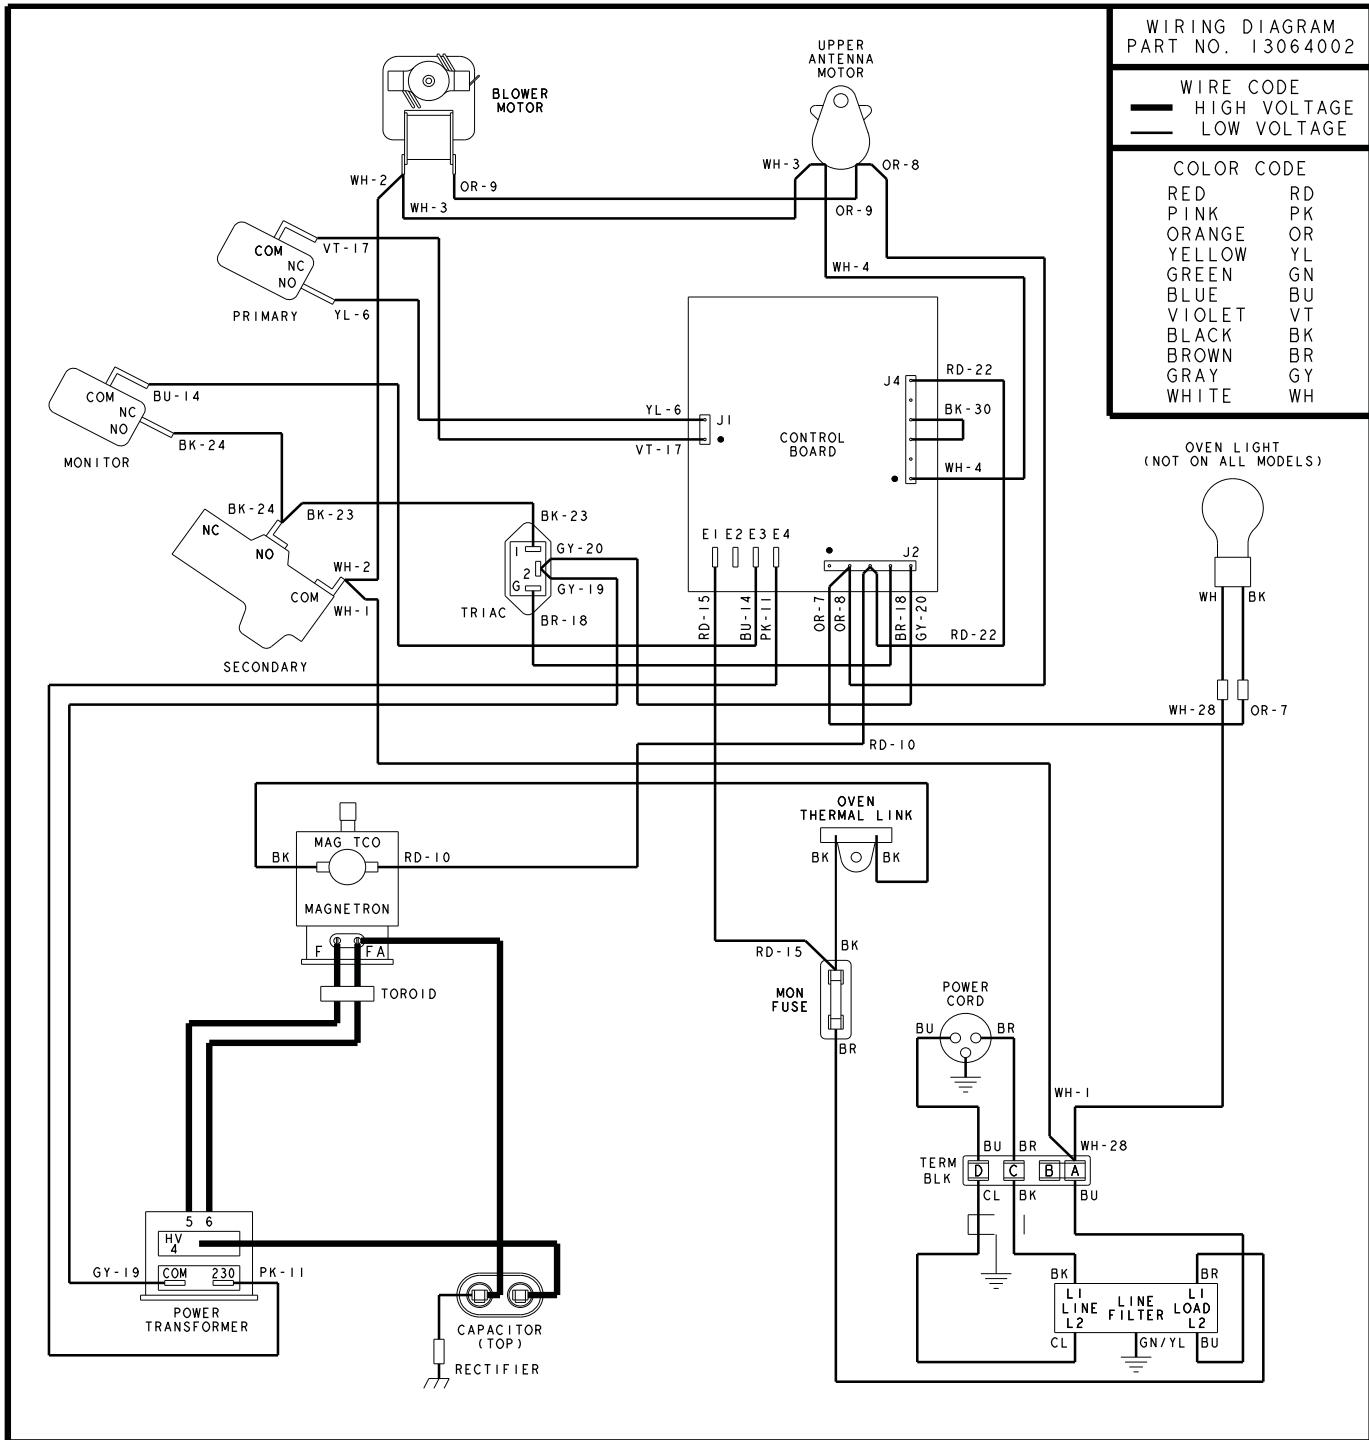 WIRING DIAGRAM
PART NO. 13064002
WIRE CODE
HIGH VOLTAGE
LOW VOLTAGE
COLOR CODE
RED RD
PINK PK
ORANGE OR
YELLOW YL
GREEN GN
BLUE BU
VIOLET VT
BLACK BK
BROWN BR
GRAY GY
WHITE WH
UPPER
ANTENNA
MOTOR
BLOWER
MOTOR
WH-3
OR-8
WH-2
OR-9
WH-3
OR-9
COM
VT-17
NC
NO
WH-4
PRIMARY
YL-6
COM
BU-14
NC
NO
BK-24
MONITOR
J4
RD-22
YL-6
J1
BK-30
VT-17
CONTROL
BOARD
WH-4
OVEN LIGHT
(NOT ON ALL MODELS)
BK-24
BK-23
NC
NO
WH-2
COM
WH-1
SECONDARY
BK-23
1
GY-20
2
GY-19
G
TRIAC
BR-18
E1 E2 E3 E4
J2
RD-15
BU-14
PK-11
OR-7
OR-8
BR-18
GY-20
RD-22
WH
BK
WH-28
OR-7
RD-10
OVEN
THERMAL LINK
BK
BK
MAG TCO
BK
RD-10
MAGNETRON
F
FA
TOROID
RD-15
BK
MON
FUSE
BR
POWER
CORD
BU
BR
WH-1
BU
BR
WH-28
TERM
BLK
D
C
B
A
CL
BK
BU
5 6
HV
4
GY-19
COM
230
PK-11
POWER
TRANSFORMER
CAPACITOR
(TOP)
RECTIFIER
BK
BR
L1
LINE
L2
LINE
FILTER
L1
LOAD
L2
CL
GN/YL
BU